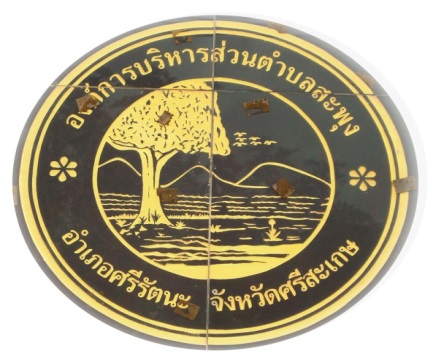 องค์การบริหารส่วนตำบลสะพุง
อำเภอศรีรัตนะ จังหวัดศรีสะเกษ